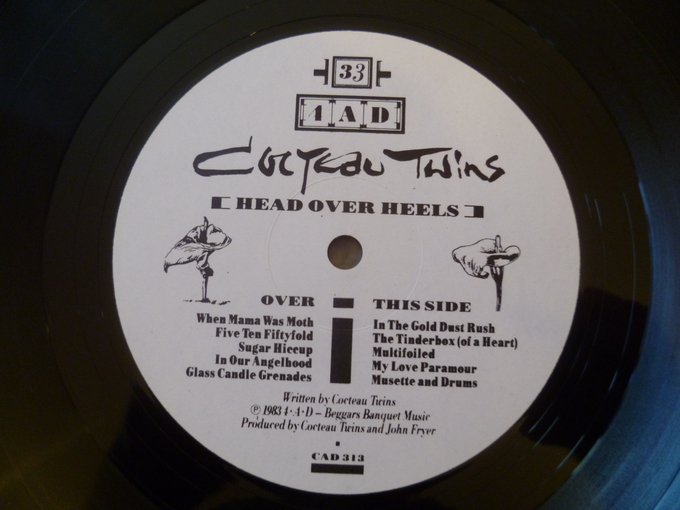 33
4AD
Cocteau Twins
HEAD OVER HEELS
OVER
When Mama Was Moth
Five Ten Fiftyfold
Sugar Hiccup
In Our Angelhood
Glass Candle Grenades
THIS SIDE
In The Gold Dust Rush
The Tinderbox (of a Heart)
Multifoiled
My Love Paramour
Musette and Drums
Written by Cocteau Twins
℗ 1983 4·A·D – Beggars Banquet Music
Produced by Cocteau Twins and John Fryer
CAD 313